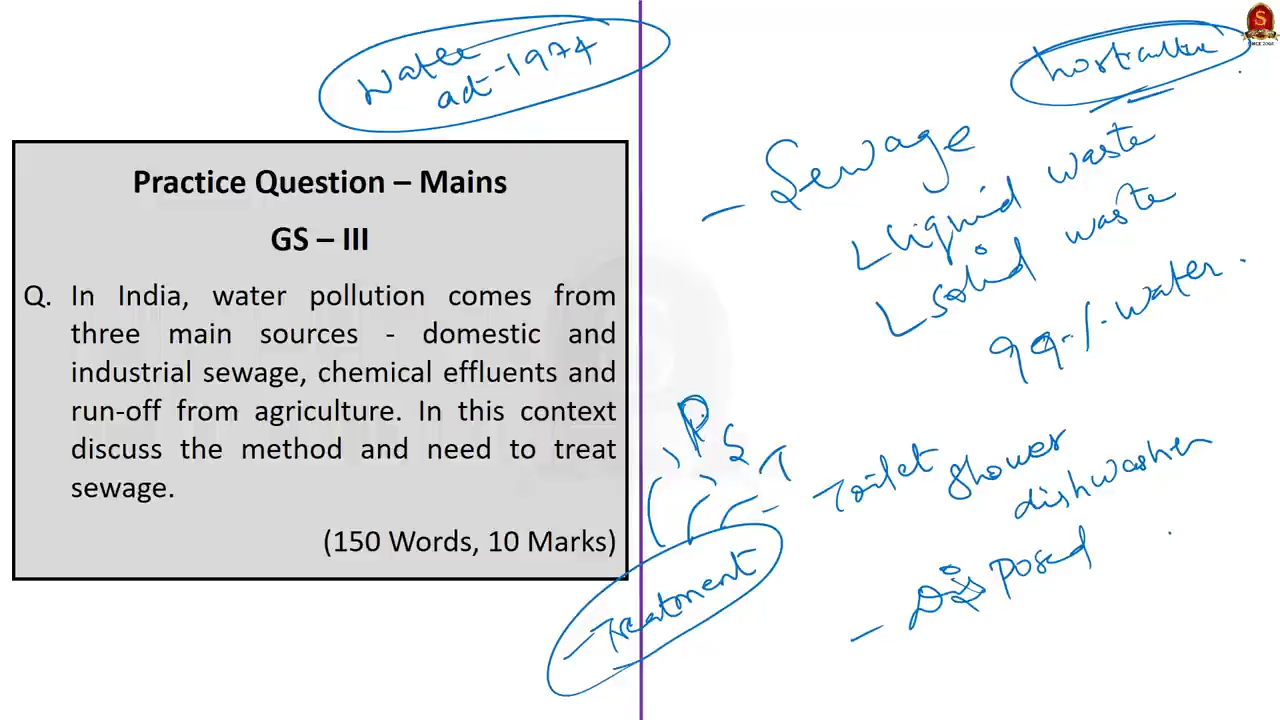 Water
act-1974
Practice Question – Mains
GS – III
Q. In India, water pollution comes from
three main sources - domestic and
industrial sewage, chemical effluents and
run-off from agriculture. In this context
discuss the method and need to treat
sewage.
(150 Words, 10 Marks)
- Sewage
liquid waste
solid waste
99-/.water.
P S T
- Toilet shower
dishwasher
- Treatment
- Disposed
S
SINCE 2004